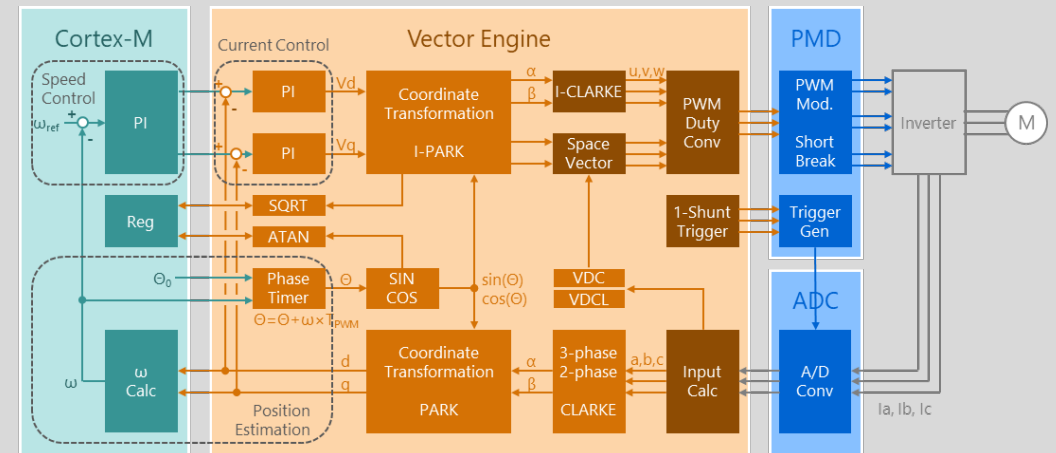 Cortex-M
Vector Engine
PMD
Speed
Control
ω_ref
+
-
PI
Current Control
+
-
PI
Vd
+
-
PI
Vq
Coordinate
Transformation
I-PARK
α
β
I-CLARKE
u,v,w
Space
Vector
PWM
Duty
Conv
PWM
Mod.
Short
Break
Inverter
M
Reg
SQRT
ATAN
1-Shunt
Trigger
Trigger
Gen
Θ₀
Phase
Timer
Θ
SIN
COS
sin(Θ)
cos(Θ)
VDC
VDCL
ADC
Θ=Θ+ω×T_PWM
ω
ω
Calc
d
q
Coordinate
Transformation
PARK
α
β
3-phase
2-phase
CLARKE
a,b,c
Input
Calc
A/D
Conv
Ia, Ib, Ic
Position
Estimation